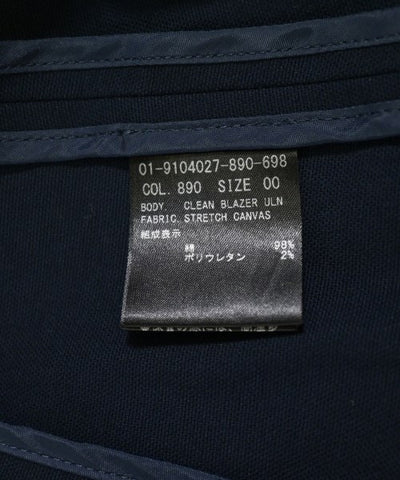 01-9104027-890-698
COL. 890 SIZE 00
BODY. CLEAN BLAZER ULN
FABRIC. STRETCH CANVAS
組成表示
綿 98%
ポリウレタン 2%